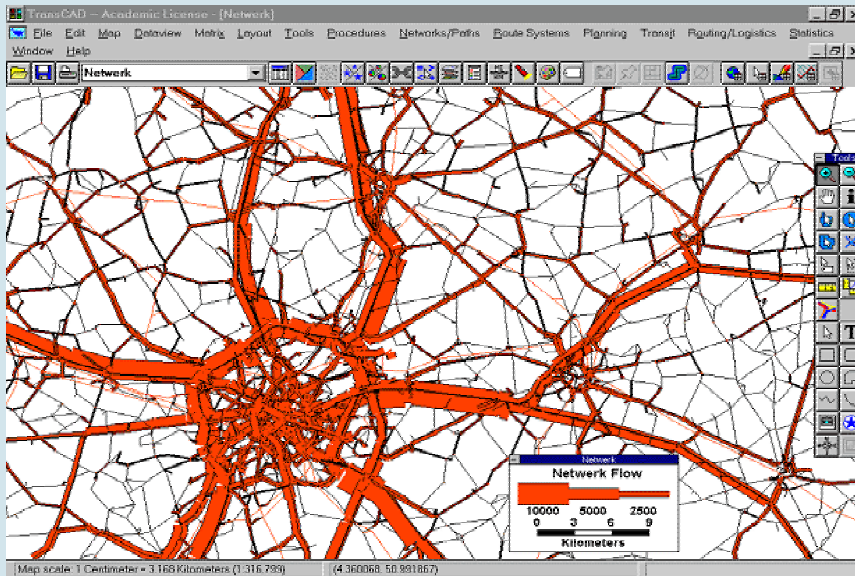 TransCAD - Academic License - [Netwerk]
File Edit Map Dataview Matrix Layout Tools Procedures Networks/Paths Route Systems Planning Transit Routing/Logistics Statistics
Window Help
Netwerk
Tools
Netwerk
Netwerk Flow
10000 5000 2500
0 3 6 9
Kilometers
Map scale: 1 Centimeter = 3.168 Kilometers (1:316,799) (4.360068, 50.991867)